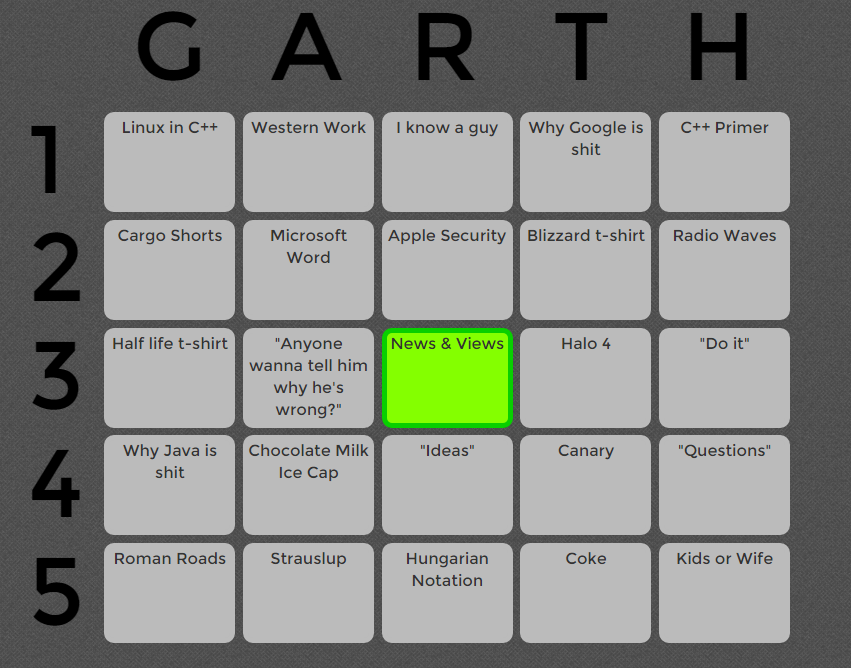 G A R T H
1
Linux in C++
Western Work
I know a guy
Why Google is
shit
C++ Primer
2
Cargo Shorts
Microsoft
Word
Apple Security
Blizzard t-shirt
Radio Waves
3
Half life t-shirt
"Anyone
wanna tell him
why he's
wrong?"
News & Views
Halo 4
"Do it"
4
Why Java is
shit
Chocolate Milk
Ice Cap
"Ideas"
Canary
"Questions"
5
Roman Roads
Strauslup
Hungarian
Notation
Coke
Kids or Wife